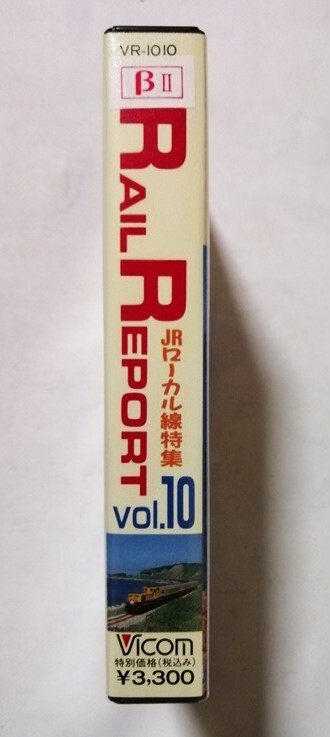 VR-1010
βII
RAIL REPORT
JRローカル線特集
vol.10
Vicom
特別価格(税込み)
¥3,300